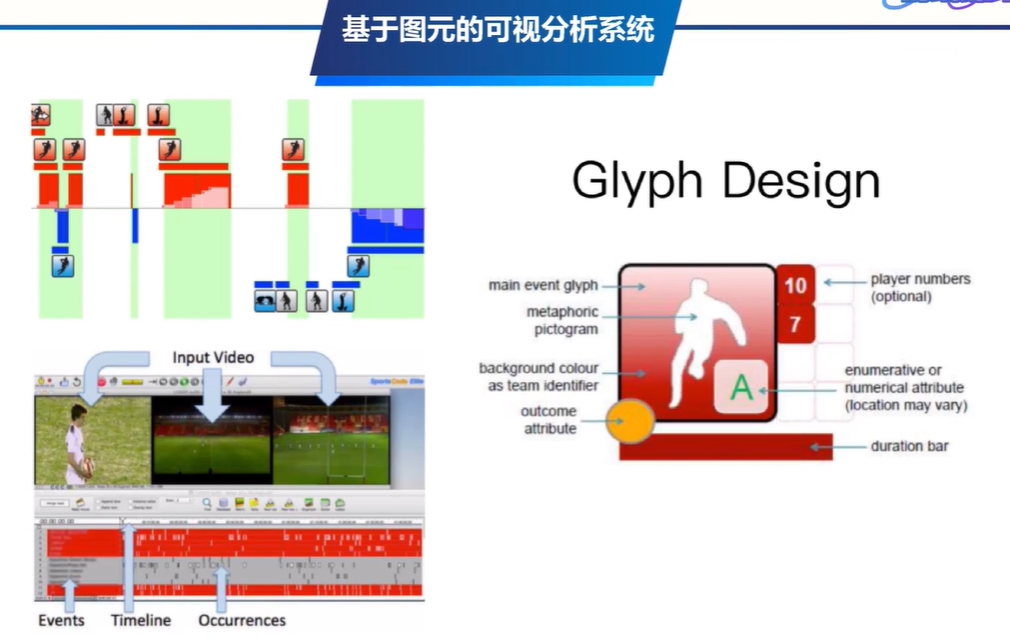 基于图元的可视分析系统
Glyph Design
main event glyph
metaphoric
pictogram
background colour
as team identifier
outcome
attribute
10
7
A
player numbers
(optional)
enumerative or
numerical attribute
(location may vary)
duration bar
Input Video
SportsCode Elite
Events
Timeline
Occurrences